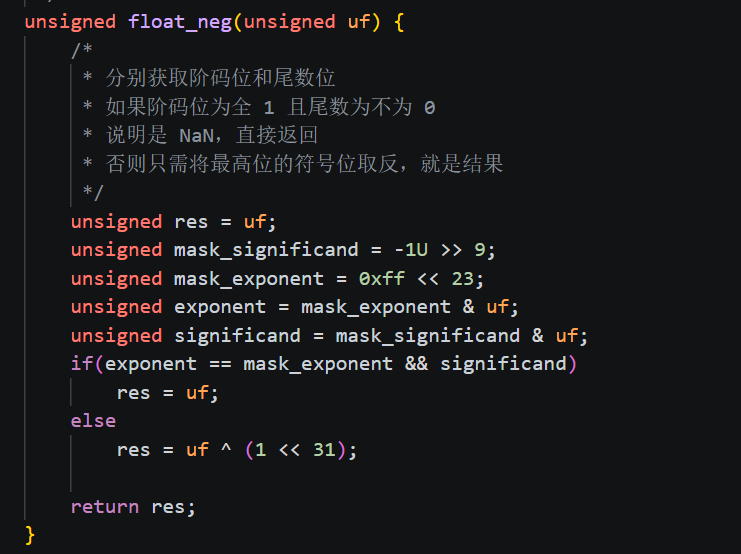 unsigned float_neg(unsigned uf) {
/*
* 分别获取阶码位和尾数位
* 如果阶码位为全 1 且尾数为不为 0
* 说明是 NaN，直接返回
* 否则只需将最高位的符号位取反，就是结果
*/
unsigned res = uf;
unsigned mask_significand = -1U >> 9;
unsigned mask_exponent = 0xff << 23;
unsigned exponent = mask_exponent & uf;
unsigned significand = mask_significand & uf;
if(exponent == mask_exponent && significand)
res = uf;
else
res = uf ^ (1 << 31);
return res;
}